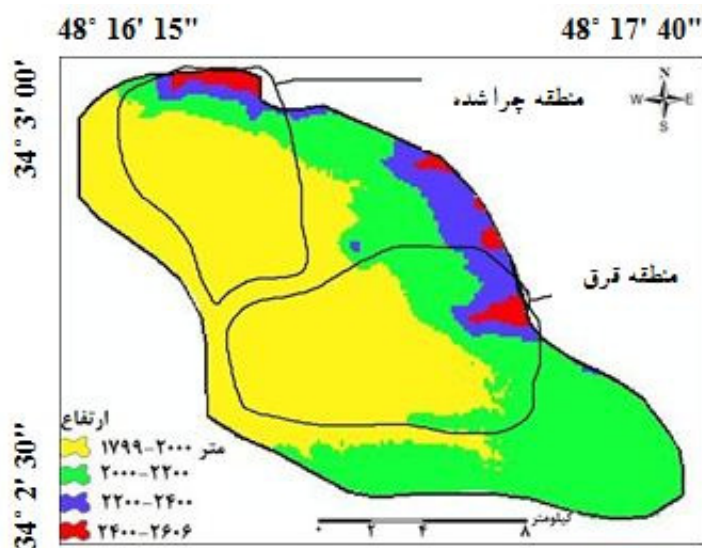 48° 16' 15" 48° 17' 40"
34° 3' 00"
N
W E
S
منطقه چرا شده
منطقه قرق
34° 2' 30"
ارتفاع
۱۷۹۹-۲۰۰۰ متر
۲۰۰۰-۲۲۰۰
۲۲۰۰-۲۴۰۰
۲۴۰۰-۲۶۰۶
۰ ۲ ۴ ۸
کیلومتر